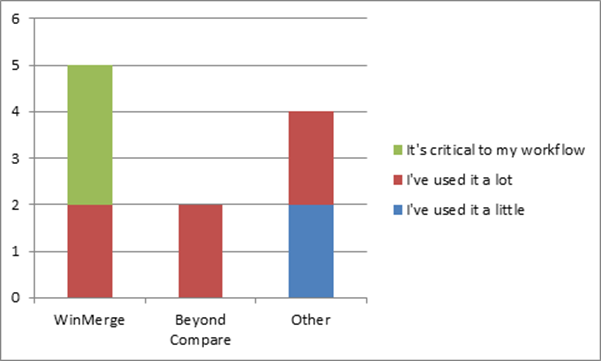 6
5
4
3
2
1
0
WinMerge
Beyond
Compare
Other
It's critical to my workflow
I've used it a lot
I've used it a little